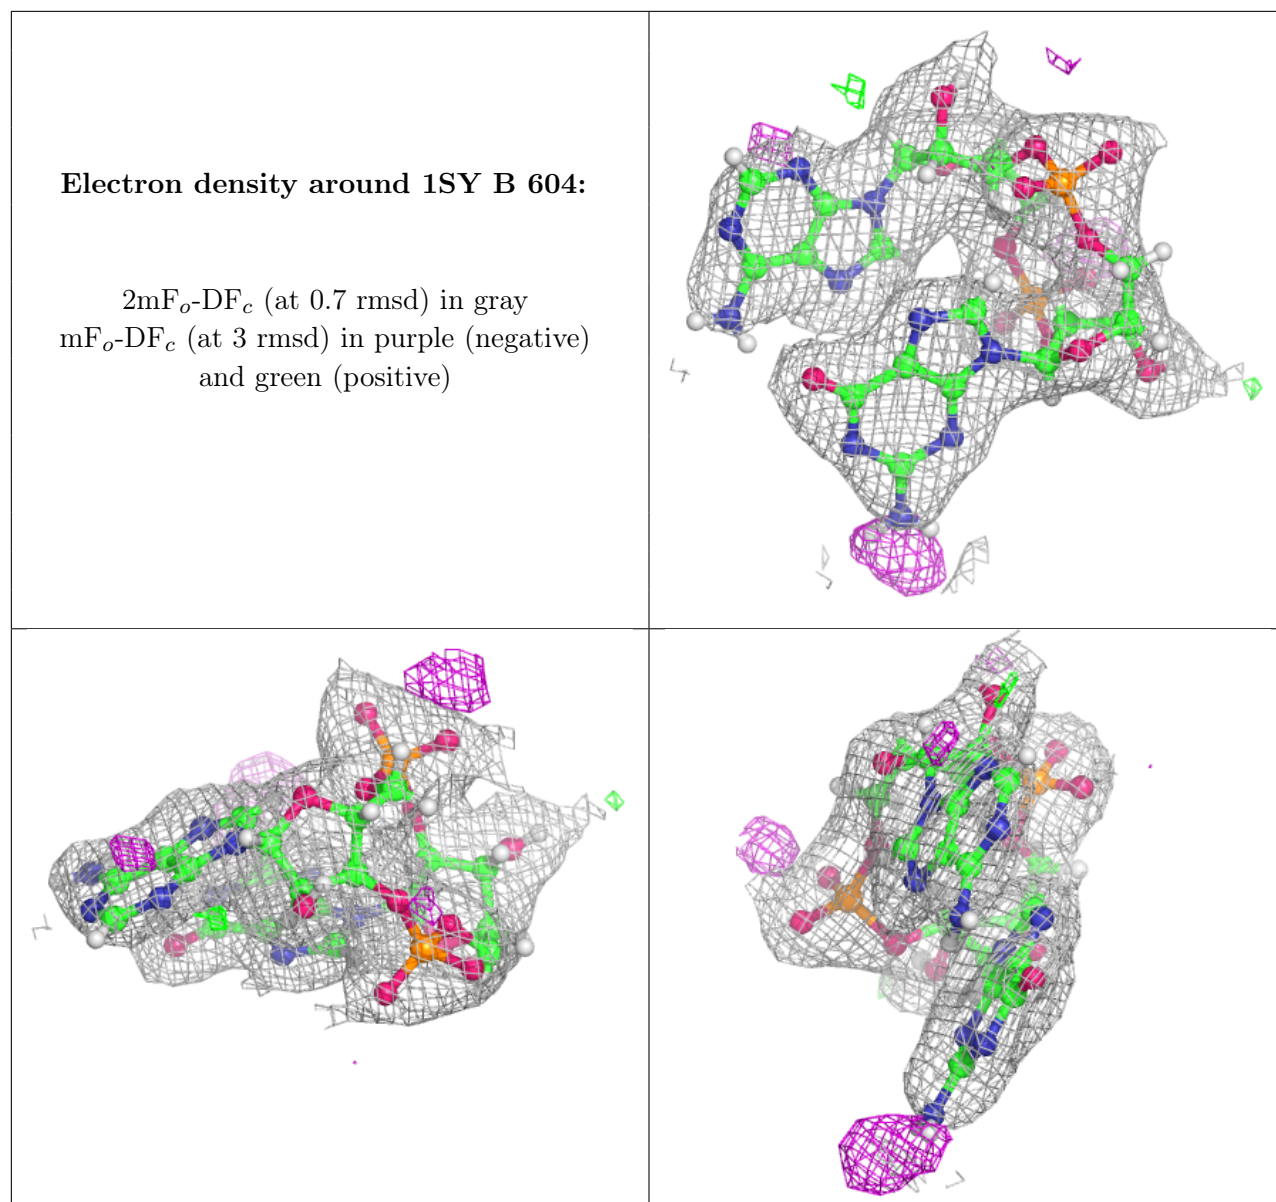 Electron density around 1SY B 604:
2mFo-DFc (at 0.7 rmsd) in gray
mFo-DFc (at 3 rmsd) in purple (negative)
and green (positive)